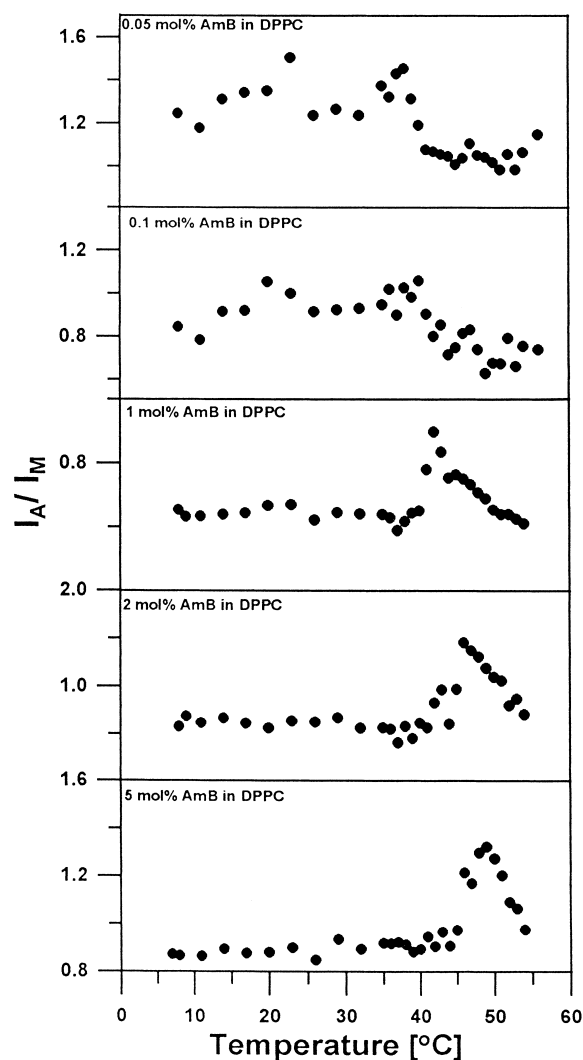 0.05 mol% AmB in DPPC
1.6
1.2
0.1 mol% AmB in DPPC
1.2
0.8
1 mol% AmB in DPPC
0.8
I_A/ I_M
2.0
2 mol% AmB in DPPC
1.0
1.6
5 mol% AmB in DPPC
1.2
0.8
0 10 20 30 40 50 60
Temperature [°C]